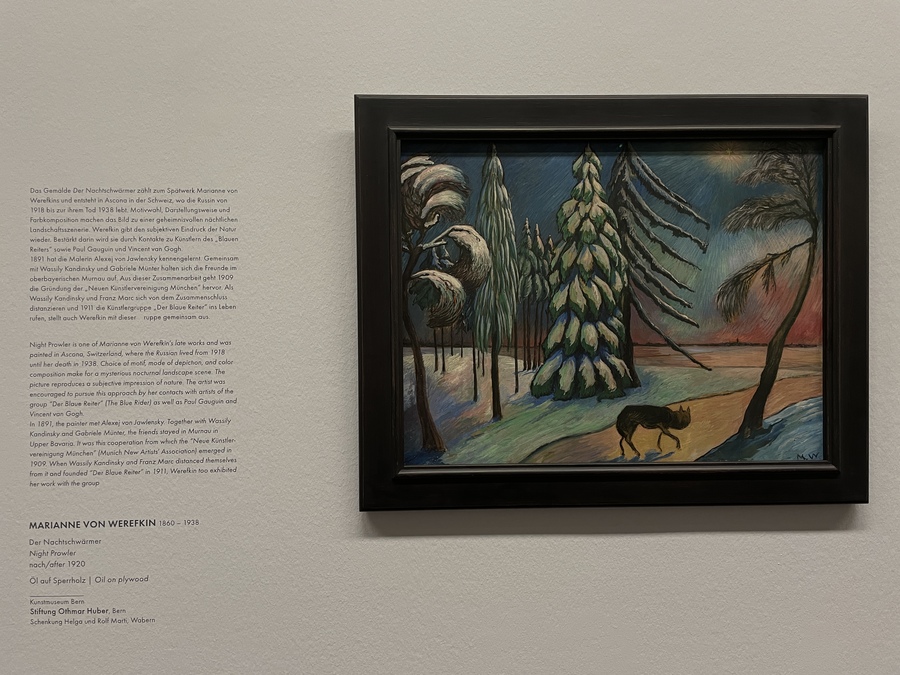 Das Gemälde Der Nachtschwärmer zählt zum Spätwerk Marianne von
Werefkins und entsteht in Ascona in der Schweiz, wo die Russin von
1918 bis zur ihrem Tod 1938 lebt. Motivwahl, Darstellungsweise und
Farbkomposition machen das Bild zu einer geheimnisvollen nächtlichen
Landschaftsszenerie. Werefkin gibt den subjektiven Eindruck der Natur
wieder. Bestärkt darin wird sie durch Kontakte zu Künstlern des „Blauen
Reiters" sowie Paul Gauguin und Vincent van Gogh.
1891 hat die Malerin Alexej von Jawlensky kennengelernt. Gemeinsam
mit Wassily Kandinsky und Gabriele Münter halten sich die Freunde im
oberbayerischen Murnau auf. Aus dieser Zusammenarbeit geht 1909
die Gründung der „Neuen Künstlervereinigung München" hervor. Als
Wassily Kandinsky und Franz Marc sich von dem Zusammenschluss
distanzieren und 1911 die Künstlergruppe „Der Blaue Reiter" ins Leben
rufen, stellt auch Werefkin mit dieser ruppe gemeinsam aus.
Night Prowler is one of Marianne von Werefkin's late works and was
painted in Ascona, Switzerland, where the Russian lived from 1918
until her death in 1938. Choice of motif, mode of depiction, and color
composition make for a mysterious nocturnal landscape scene. The
picture reproduces a subjective impression of nature. The artist was
encouraged to pursue this approach by her contacts with artists of the
group "Der Blaue Reiter" (The Blue Rider) as well as Paul Gauguin and
Vincent van Gogh.
In 1891, the painter met Alexej von Jawlensky. Together with Wassily
Kandinsky and Gabriele Münter, the friends stayed in Murnau in
Upper Bavaria. It was this cooperation from which the "Neue Künstler-
vereinigung München" (Munich New Artists' Association) emerged in
1909. When Wassily Kandinsky and Franz Marc distanced themselves
from it and founded "Der Blaue Reiter" in 1911, Werefkin too exhibited
her work with the group.
MARIANNE VON WEREFKIN 1860 – 1938
Der Nachtschwärmer
Night Prowler
nach/after 1920
Öl auf Sperrholz | Oil on plywood
Kunstmuseum Bern
Stiftung Othmar Huber, Bern
Schenkung Helga und Rolf Marti, Wabern
M.W